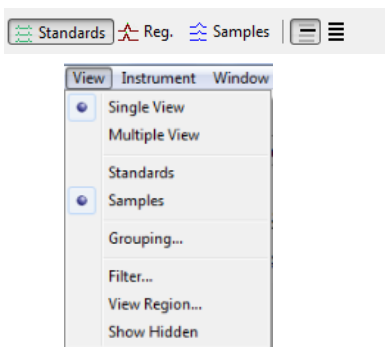 Standards Reg. Samples
View Instrument Window
Single View
Multiple View
Standards
Samples
Grouping...
Filter...
View Region...
Show Hidden